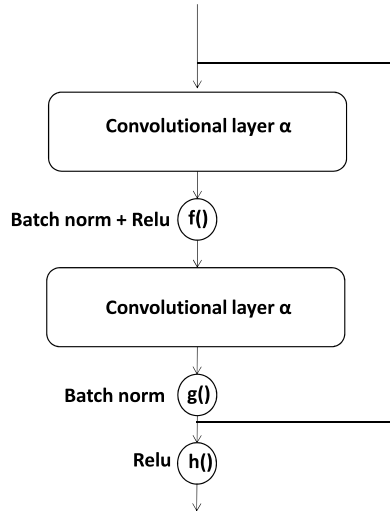 Convolutional layer α
Batch norm + Relu f()
Convolutional layer α
Batch norm g()
Relu h()